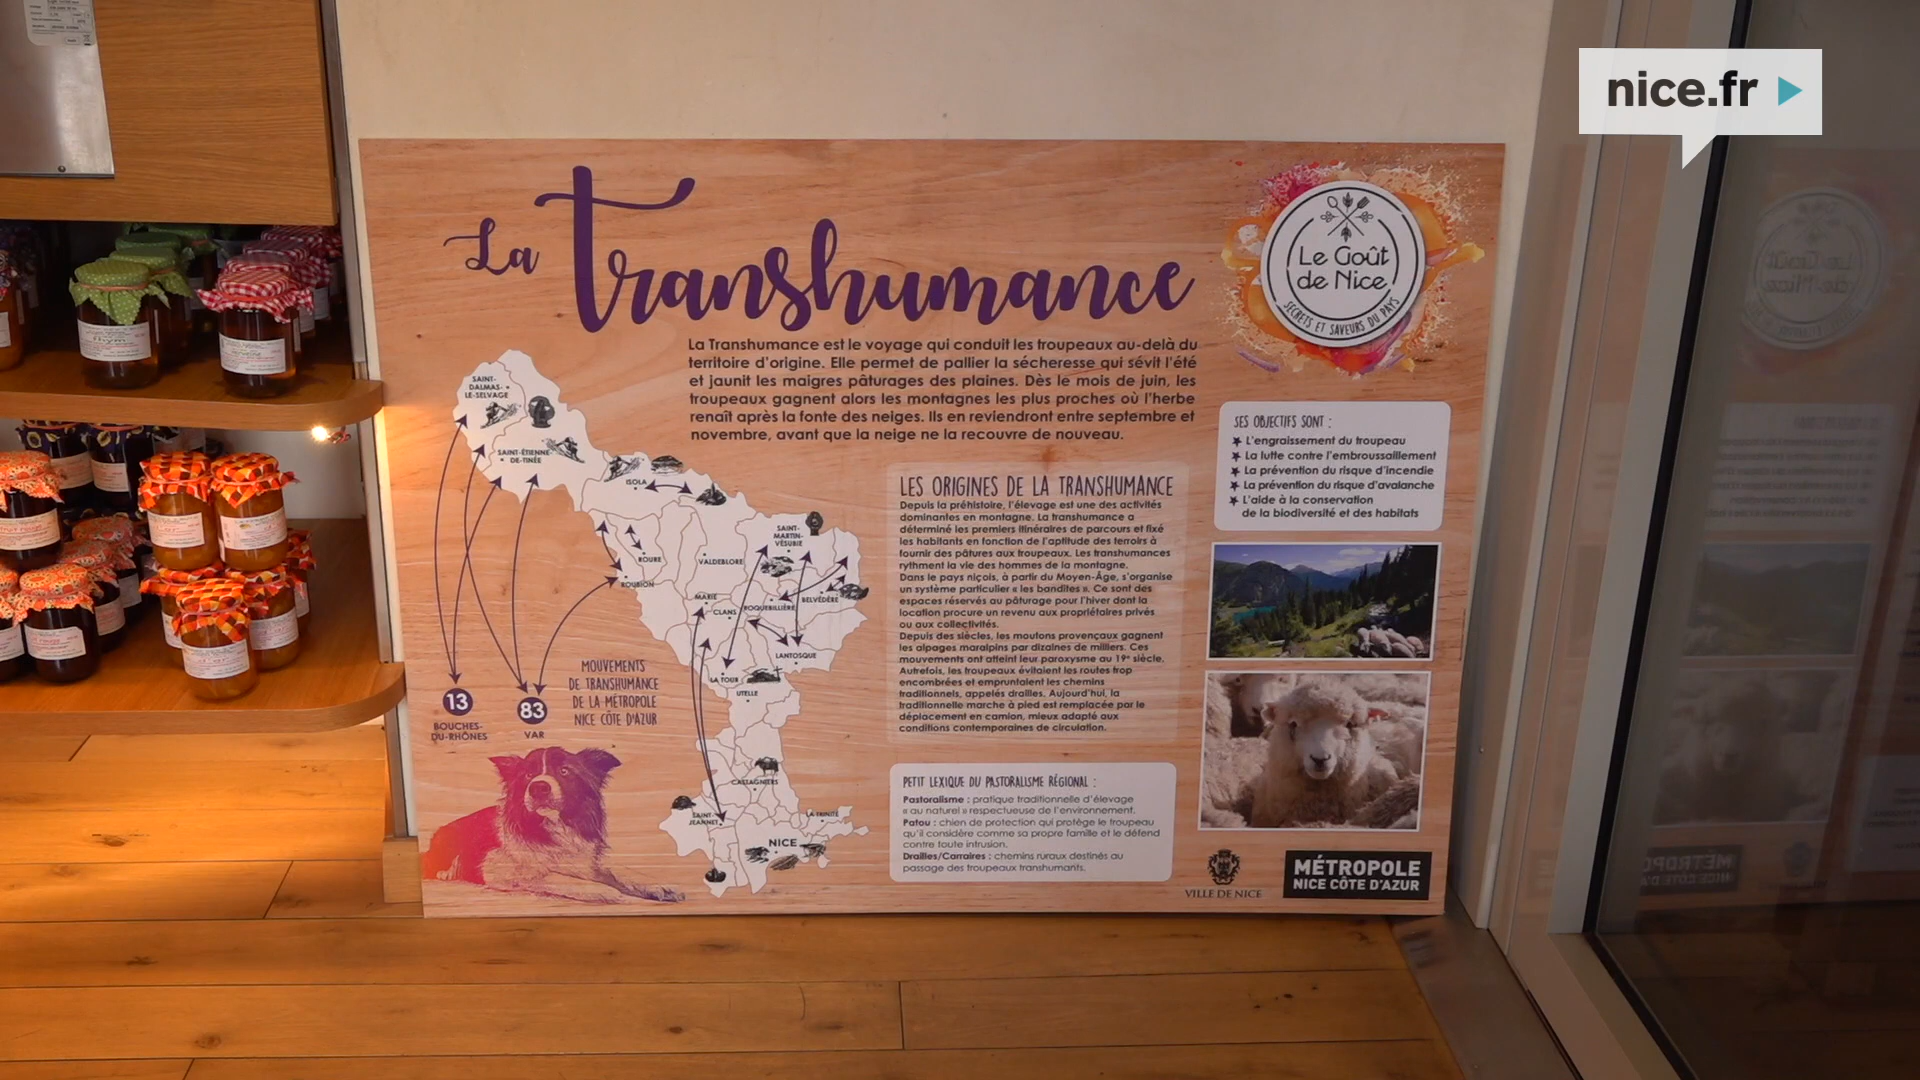 nice.fr
La Transhumance
Le Goût
de Nice
SECRETS ET SAVEURS DU PAYS
La Transhumance est le voyage qui conduit les troupeaux au-delà du
territoire d'origine. Elle permet de pallier la sécheresse qui sévit l'été
et jaunit les maigres pâturages des plaines. Dès le mois de juin, les
troupeaux gagnent alors les montagnes les plus proches où l'herbe
renaît après la fonte des neiges. Ils en reviendront entre septembre et
novembre, avant que la neige ne la recouvre de nouveau.
SES OBJECTIFS SONT :
L'engraissement du troupeau
La lutte contre l'embroussaillement
La prévention du risque d'incendie
La prévention du risque d'avalanche
L'aide à la conservation
de la biodiversité et des habitats
LES ORIGINES DE LA TRANSHUMANCE
Depuis la préhistoire, l'élevage est une des activités
dominantes en montagne. La transhumance a
déterminé les premiers itinéraires de parcours et fixé
les habitants en fonction de l'aptitude des terroirs à
fournir des pâtures aux troupeaux. Les transhumances
rythment la vie des hommes de la montagne.
Dans le pays niçois, à partir du Moyen-Âge, s'organise
un système particulier « les bandites ». Ce sont des
espaces réservés au pâturage pour l'hiver dont la
location procure un revenu aux propriétaires privés
ou aux collectivités.
Depuis des siècles, les moutons provençaux gagnent
les alpages maralpins par dizaines de milliers. Ces
mouvements ont atteint leur paroxysme au 19e siècle.
Autrefois, les troupeaux évitaient les routes trop
encombrées et empruntaient les chemins
traditionnels, appelés drailles. Aujourd'hui, la
traditionnelle marche à pied est remplacée par le
déplacement en camion, mieux adapté aux
conditions contemporaines de circulation.
PETIT LEXIQUE DU PASTORALISME RÉGIONAL :
Pastoralisme : pratique traditionnelle d'élevage
« au naturel » respectueuse de l'environnement.
Patou : chien de protection qui protège le troupeau
qu'il considère comme sa propre famille et le défend
contre toute intrusion.
Drailles/Carraires : chemins ruraux destinés au
passage des troupeaux transhumants.
SAINT-
DALMAS-
LE-SELVAGE
SAINT-ÉTIENNE-
DE-TINÉE
ISOLA
ROURE
ROUBION
VALDEBLORE
SAINT-
MARTIN-
VÉSUBIE
MARIE
CLANS
ROQUEBILLIÈRE
BELVÉDÈRE
LANTOSQUE
LA TOUR
UTELLE
CASTAGNIERS
SAINT-
JEANNET
LA TRINITÉ
NICE
MOUVEMENTS
DE TRANSHUMANCE
DE LA MÉTROPOLE
NICE CÔTE D'AZUR
13
BOUCHES-
DU-RHÔNES
83
VAR
VILLE DE NICE
MÉTROPOLE
NICE CÔTE D'AZUR